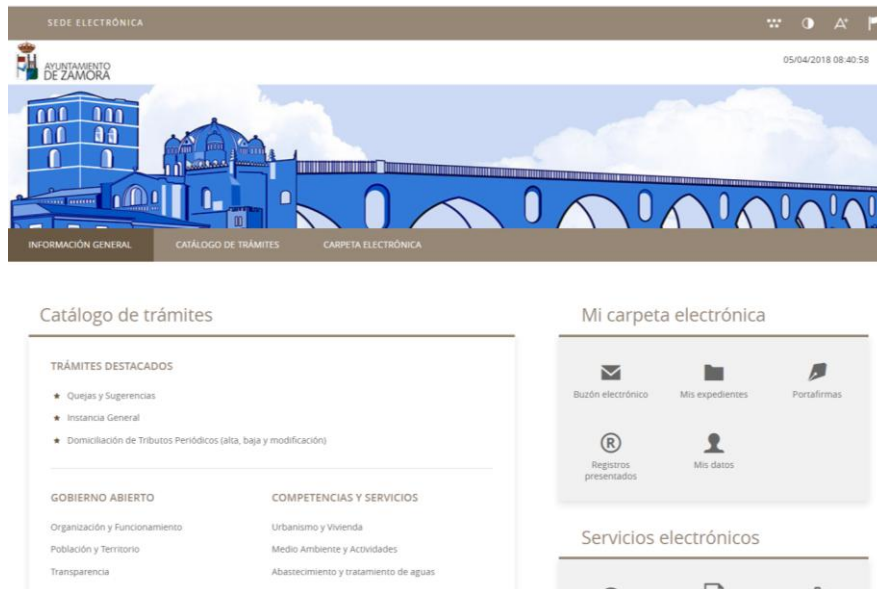 SEDE ELECTRÓNICA
AYUNTAMIENTO
DE ZAMORA
05/04/2018 08:40:58
INFORMACIÓN GENERAL
CATÁLOGO DE TRÁMITES
CARPETA ELECTRÓNICA
Catálogo de trámites
TRÁMITES DESTACADOS
Quejas y Sugerencias
Instancia General
Domiciliación de Tributos Periódicos (alta, baja y modificación)
GOBIERNO ABIERTO
Organización y Funcionamiento
Población y Territorio
Transparencia
COMPETENCIAS Y SERVICIOS
Urbanismo y Vivienda
Medio Ambiente y Actividades
Abastecimiento y tratamiento de aguas
Mi carpeta electrónica
Buzón electrónico
Mis expedientes
Portafirmas
Registros
presentados
Mis datos
Servicios electrónicos